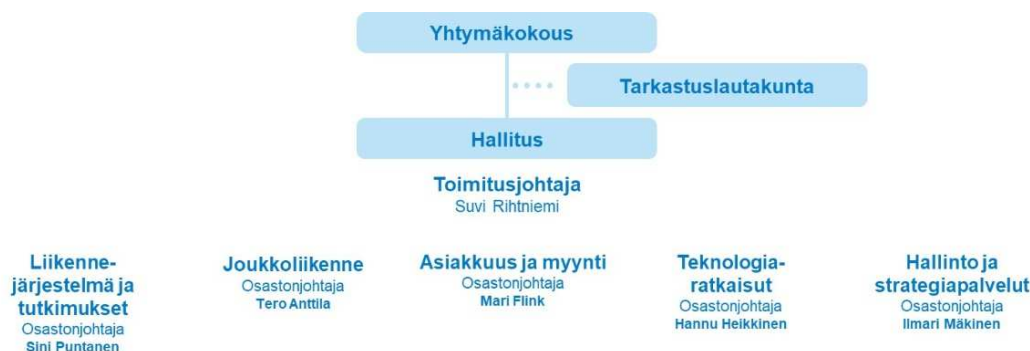 Yhtymäkokous
Tarkastuslautakunta
Hallitus
Toimitusjohtaja
Suvi Rihtniemi
Liikenne-
järjestelmä ja
tutkimukset
Osastonjohtaja
Sini Puntanen
Joukkoliikenne
Osastonjohtaja
Tero Anttila
Asiakkuus ja myynti
Osastonjohtaja
Mari Flink
Teknologia-
ratkaisut
Osastonjohtaja
Hannu Heikkinen
Hallinto ja
strategiapalvelut
Osastonjohtaja
Ilmari Mäkinen